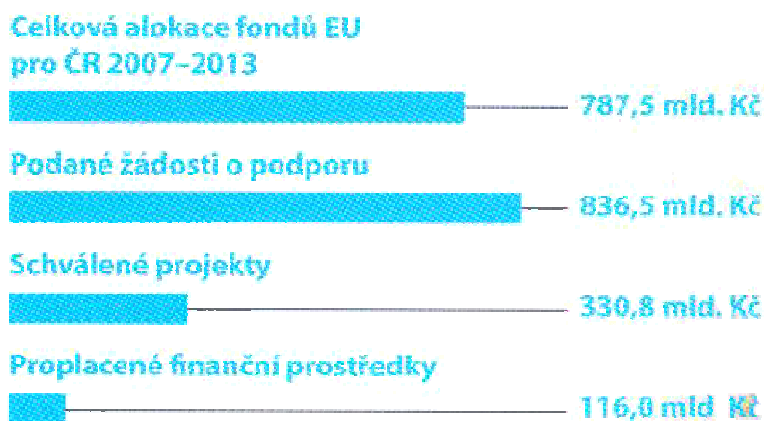 Celková alokace fondů EU
pro ČR 2007–2013
787,5 mld. Kč
Podané žádosti o podporu
836,5 mld. Kč
Schválené projekty
330,8 mld. Kč
Proplacené finanční prostředky
116,0 mld Kč